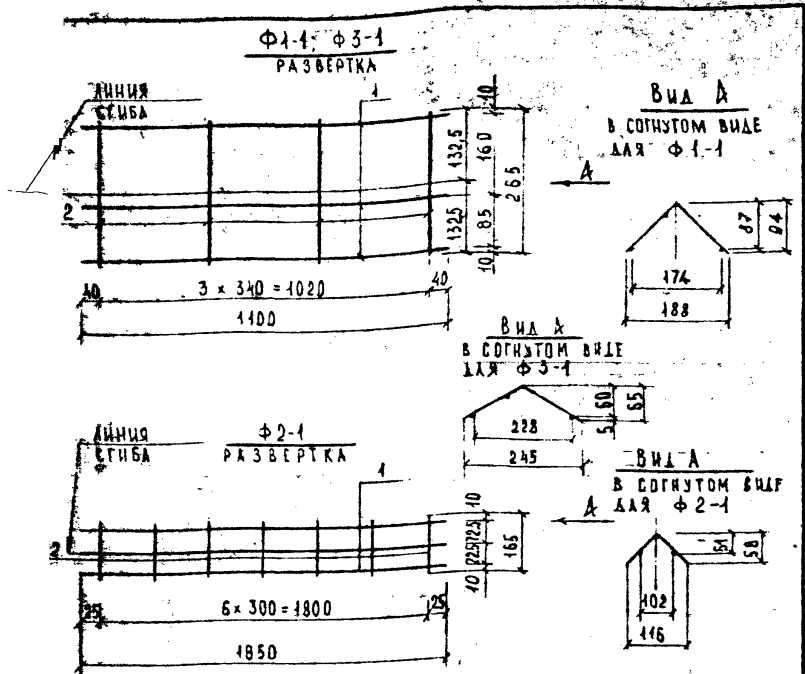 Ф1-1; Ф3-1
РАЗВЕРТКА
ЛИНИЯ
СГИБА
1
2
10
132,5
160
265
132,5
85
10
А
40
3 x 340 = 1020
40
1100
ВИД А
В СОГНУТОМ ВИДЕ
ДЛЯ Ф1-1
87
94
174
188
ВИД А
В СОГНУТОМ ВИДЕ
ДЛЯ Ф3-1
60
65
5
228
245
Ф2-1
РАЗВЕРТКА
ЛИНИЯ
СГИБА
1
10
72,5
72,5
165
10
А
25
6 x 300 = 1800
25
1850
ВИД А
В СОГНУТОМ ВИДЕ
ДЛЯ Ф2-1
51
58
102
116